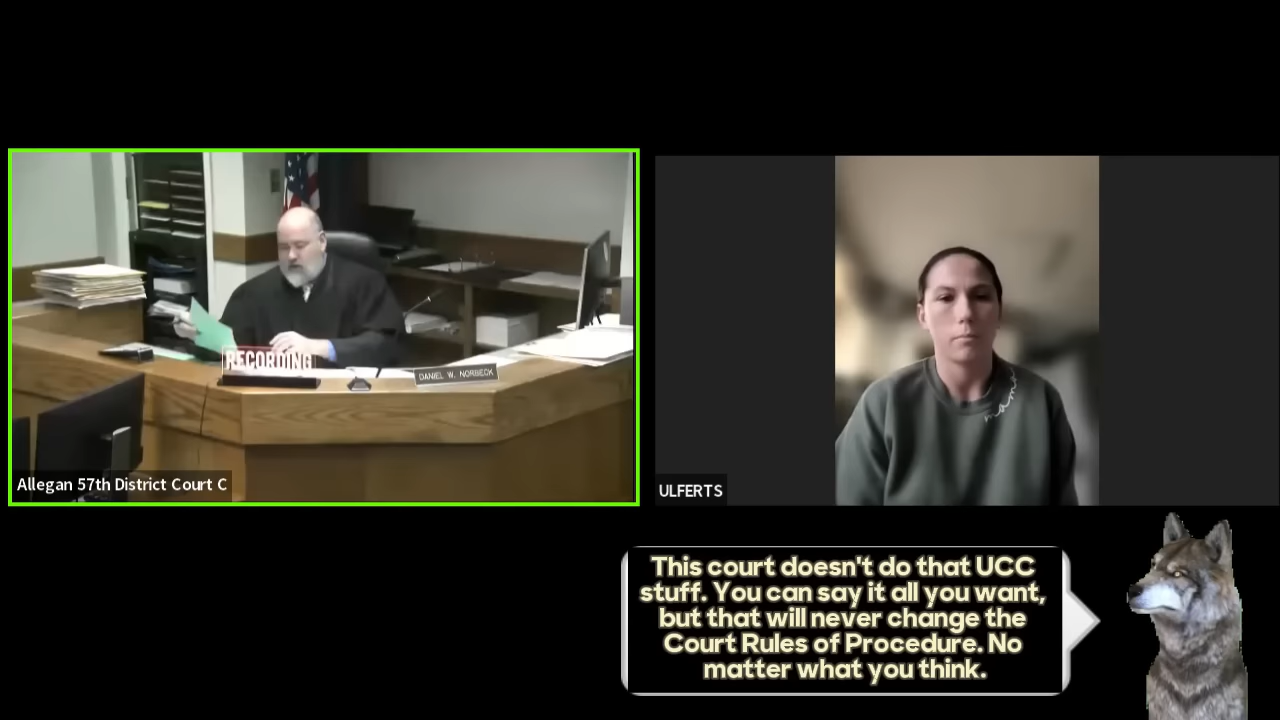 RECORDING
DANIEL W. NORBECK
Allegan 57th District Court C
mama
ULFERTS
This court doesn't do that UCC
stuff. You can say it all you want,
but that will never change the
Court Rules of Procedure. No
matter what you think.